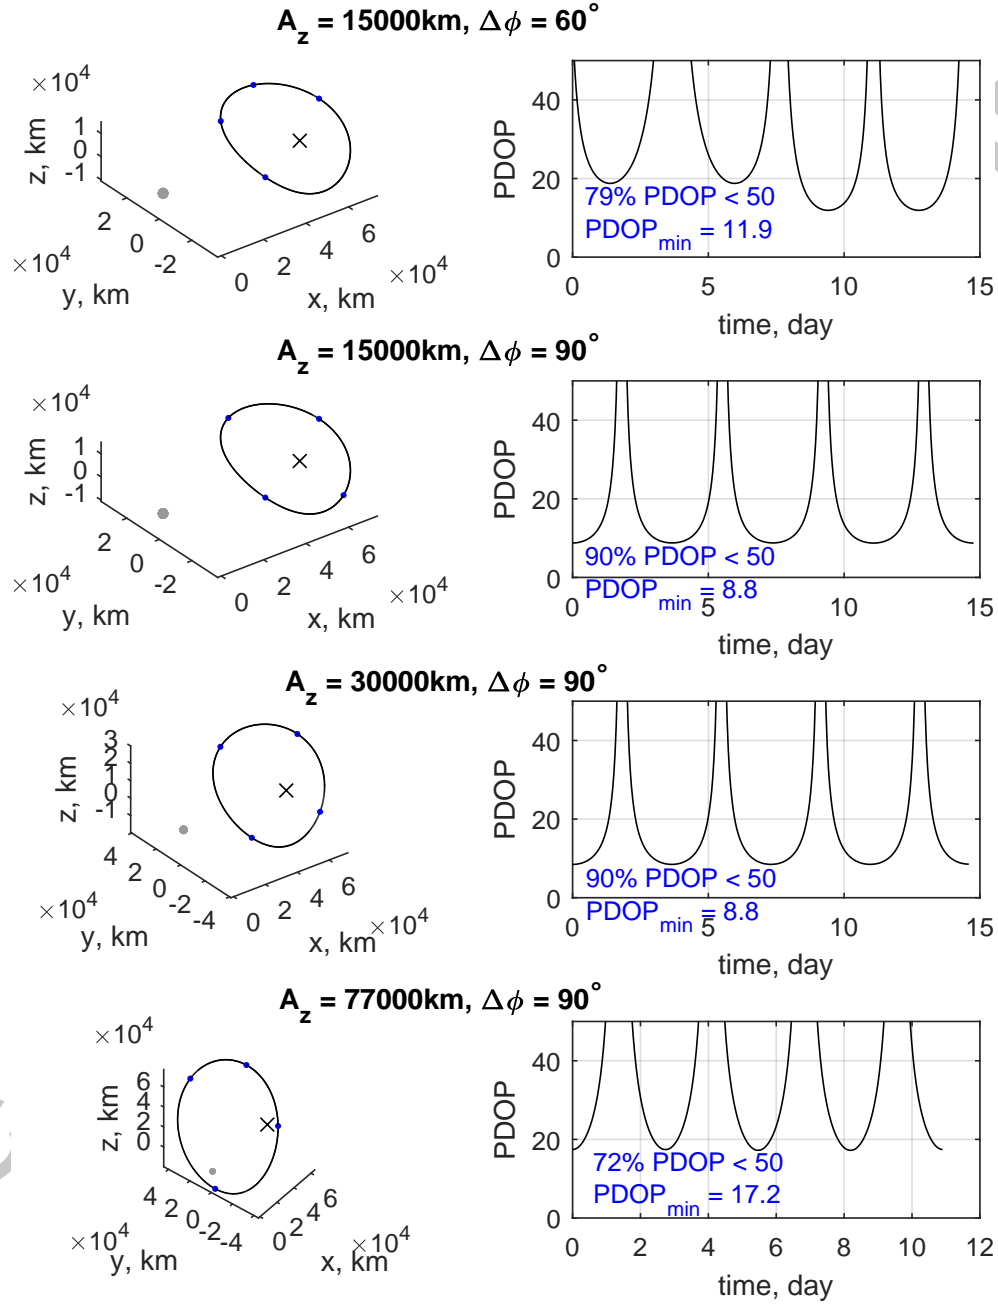 A_z = 15000km, Δϕ = 60°
×10^4
z, km
1
0
-1
2
0
-2
×10^4
y, km
0
2
4
6
×10^4
x, km
PDOP
40
20
0
79% PDOP < 50
PDOP_min = 11.9
0 5 10 15
time, day
A_z = 15000km, Δϕ = 90°
×10^4
z, km
1
0
-1
2
0
-2
×10^4
y, km
0
2
4
6
×10^4
x, km
PDOP
40
20
0
90% PDOP < 50
PDOP_min = 8.8
0 5 10 15
time, day
A_z = 30000km, Δϕ = 90°
×10^4
z, km
3
2
1
0
-1
4
2
0
-2
-4
×10^4
y, km
0
2
4
6
×10^4
x, km
PDOP
40
20
0
90% PDOP < 50
PDOP_min = 8.8
0 5 10 15
time, day
A_z = 77000km, Δϕ = 90°
×10^4
z, km
6
4
2
0
4
2
0
-2
-4
×10^4
y, km
0
2
4
6
×10^4
x, km
PDOP
40
20
0
72% PDOP < 50
PDOP_min = 17.2
0 2 4 6 8 10 12
time, day